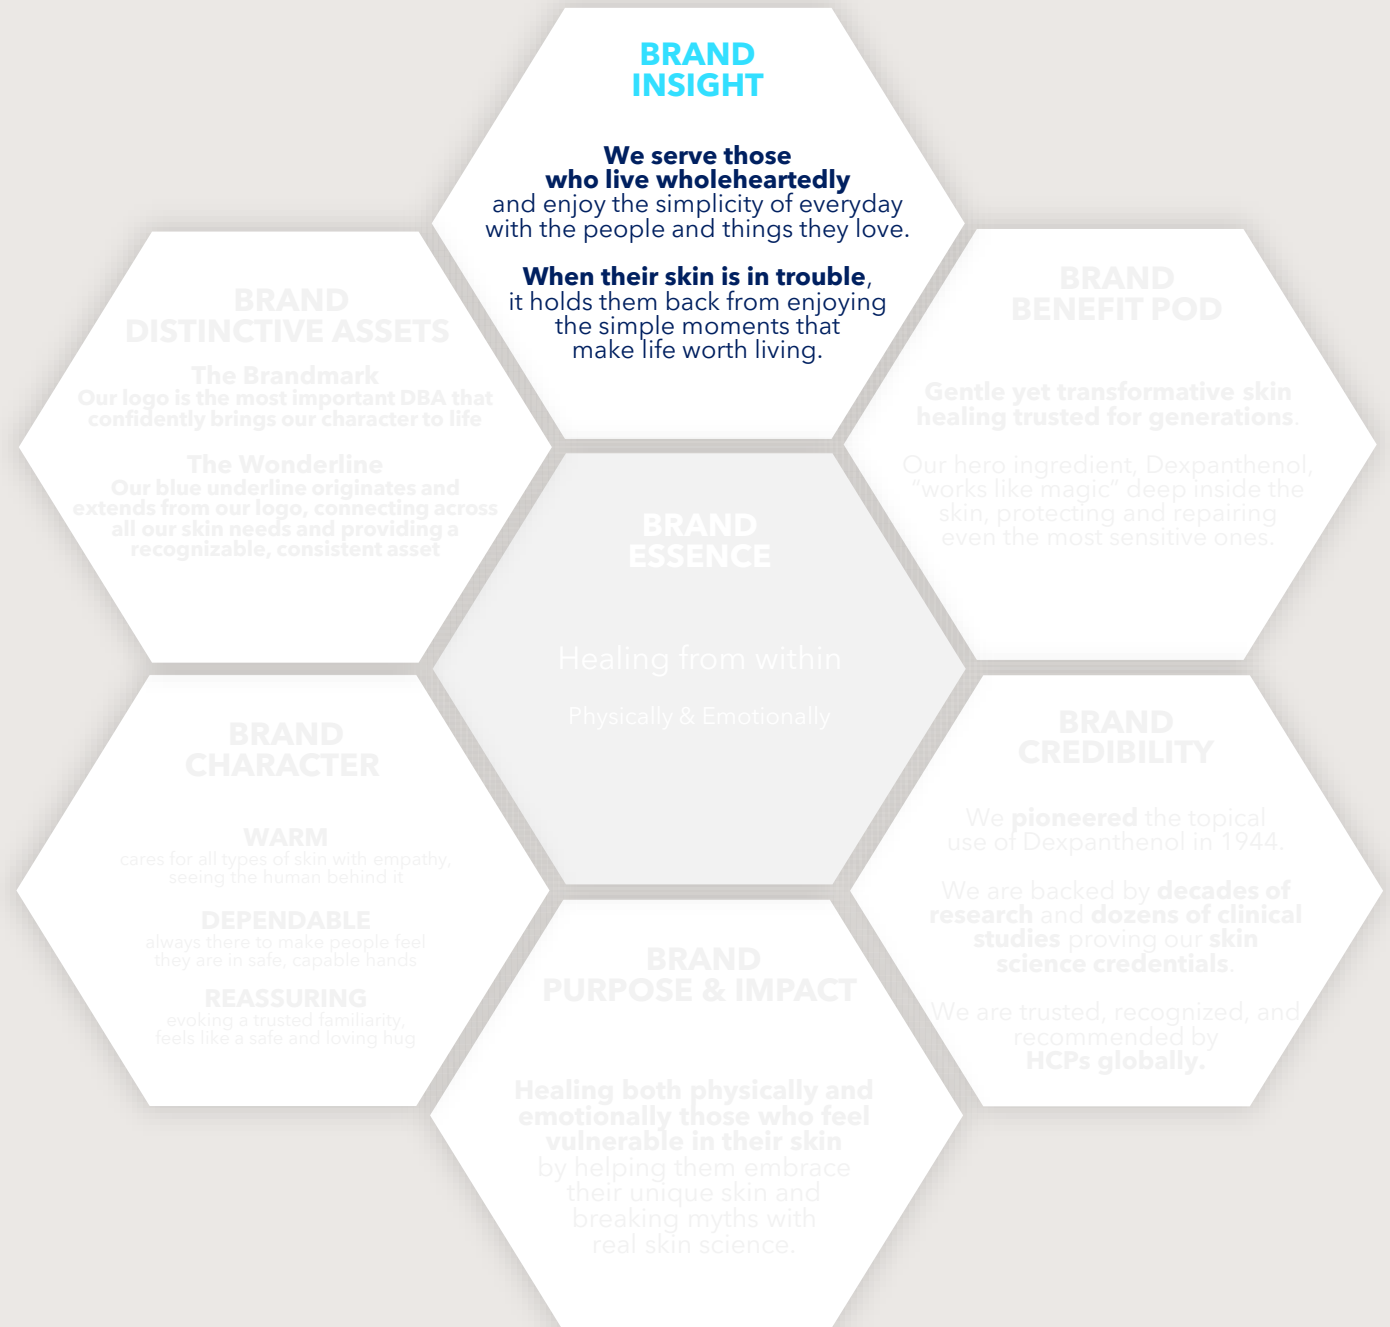 BRAND
INSIGHT
We serve those
who live wholeheartedly
and enjoy the simplicity of everyday
with the people and things they love.
When their skin is in trouble,
it holds them back from enjoying
the simple moments that
make life worth living.
BRAND
DISTINCTIVE ASSETS
The Brandmark
Our logo is the most important DBA that
confidently brings our character to life
The Wonderline
Our blue underline originates and
extends from our logo, connecting across
all our skin needs and providing a
recognizable, consistent asset
BRAND
BENEFIT POD
Gentle yet transformative skin
healing trusted for generations.
Our hero ingredient, Dexpanthenol,
“works like magic” deep inside the
skin, protecting and repairing
even the most sensitive ones.
BRAND
ESSENCE
Healing from within
Physically & Emotionally
BRAND
CHARACTER
WARM
cares for all types of skin with empathy,
seeing the human behind it
DEPENDABLE
always there to make people feel
they are in safe, capable hands
REASSURING
evoking a trusted familiarity,
feels like a safe and loving hug
BRAND
CREDIBILITY
We pioneered the topical
use of Dexpanthenol in 1944.
We are backed by decades of
research and dozens of clinical
studies proving our skin
science credentials.
We are trusted, recognized, and
recommended by
HCPs globally.
BRAND
PURPOSE & IMPACT
Healing both physically and
emotionally those who feel
vulnerable in their skin
by helping them embrace
their unique skin and
breaking myths with
real skin science.